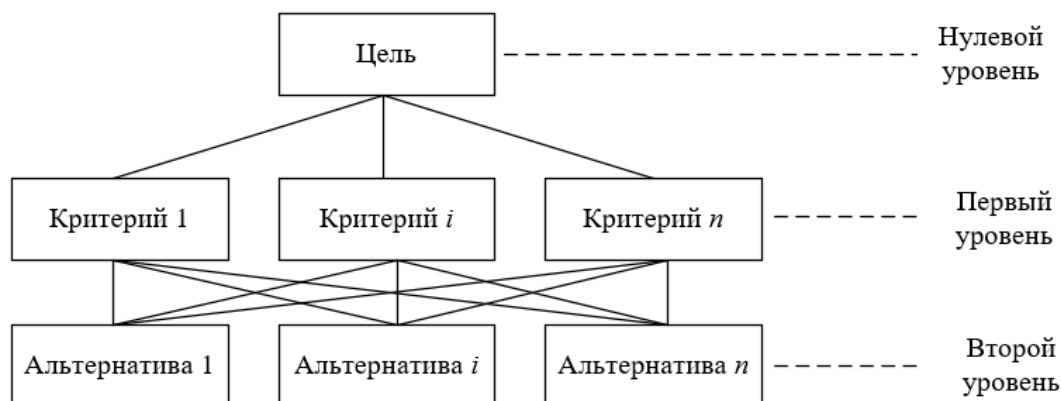 Цель
Нулевой
уровень
Критерий 1
Критерий i
Критерий n
Первый
уровень
Альтернатива 1
Альтернатива i
Альтернатива n
Второй
уровень